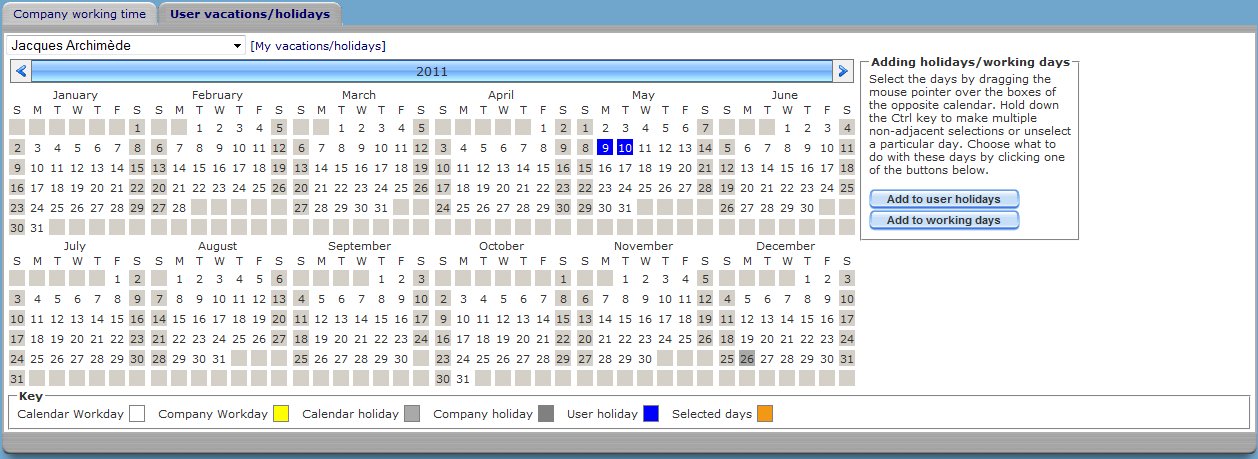 Company working time
User vacations/holidays
Jacques Archimède [My vacations/holidays]
2011
January February March April May June
S M T W T F S S M T W T F S S M T W T F S S M T W T F S S M T W T F S S M T W T F S
1 1 2 3 4 5 1 2 3 4 5 1 2 1 2 3 4 5 6 7 1 2 3 4
2 3 4 5 6 7 8 6 7 8 9 10 11 12 6 7 8 9 10 11 12 3 4 5 6 7 8 9 8 9 10 11 12 13 14 5 6 7 8 9 10 11
9 10 11 12 13 14 15 13 14 15 16 17 18 19 13 14 15 16 17 18 19 10 11 12 13 14 15 16 15 16 17 18 19 20 21 12 13 14 15 16 17 18
16 17 18 19 20 21 22 20 21 22 23 24 25 26 20 21 22 23 24 25 26 17 18 19 20 21 22 23 22 23 24 25 26 27 28 19 20 21 22 23 24 25
23 24 25 26 27 28 29 27 28 27 28 29 30 31 24 25 26 27 28 29 30 29 30 31 26 27 28 29 30
30 31
July August September October November December
S M T W T F S S M T W T F S S M T W T F S S M T W T F S S M T W T F S S M T W T F S
1 2 1 2 3 4 5 6 1 2 3 1 1 2 3 4 5 1 2 3
3 4 5 6 7 8 9 7 8 9 10 11 12 13 4 5 6 7 8 9 10 2 3 4 5 6 7 8 6 7 8 9 10 11 12 4 5 6 7 8 9 10
10 11 12 13 14 15 16 14 15 16 17 18 19 20 11 12 13 14 15 16 17 9 10 11 12 13 14 15 13 14 15 16 17 18 19 11 12 13 14 15 16 17
17 18 19 20 21 22 23 21 22 23 24 25 26 27 18 19 20 21 22 23 24 16 17 18 19 20 21 22 20 21 22 23 24 25 26 18 19 20 21 22 23 24
24 25 26 27 28 29 30 28 29 30 31 25 26 27 28 29 30 23 24 25 26 27 28 29 27 28 29 30 25 26 27 28 29 30 31
31 30 31
Adding holidays/working days
Select the days by dragging the
mouse pointer over the boxes of
the opposite calendar. Hold down
the Ctrl key to make multiple
non-adjacent selections or unselect
a particular day. Choose what to
do with these days by clicking one
of the buttons below.
Add to user holidays
Add to working days
Key
Calendar Workday Company Workday Calendar holiday Company holiday User holiday Selected days